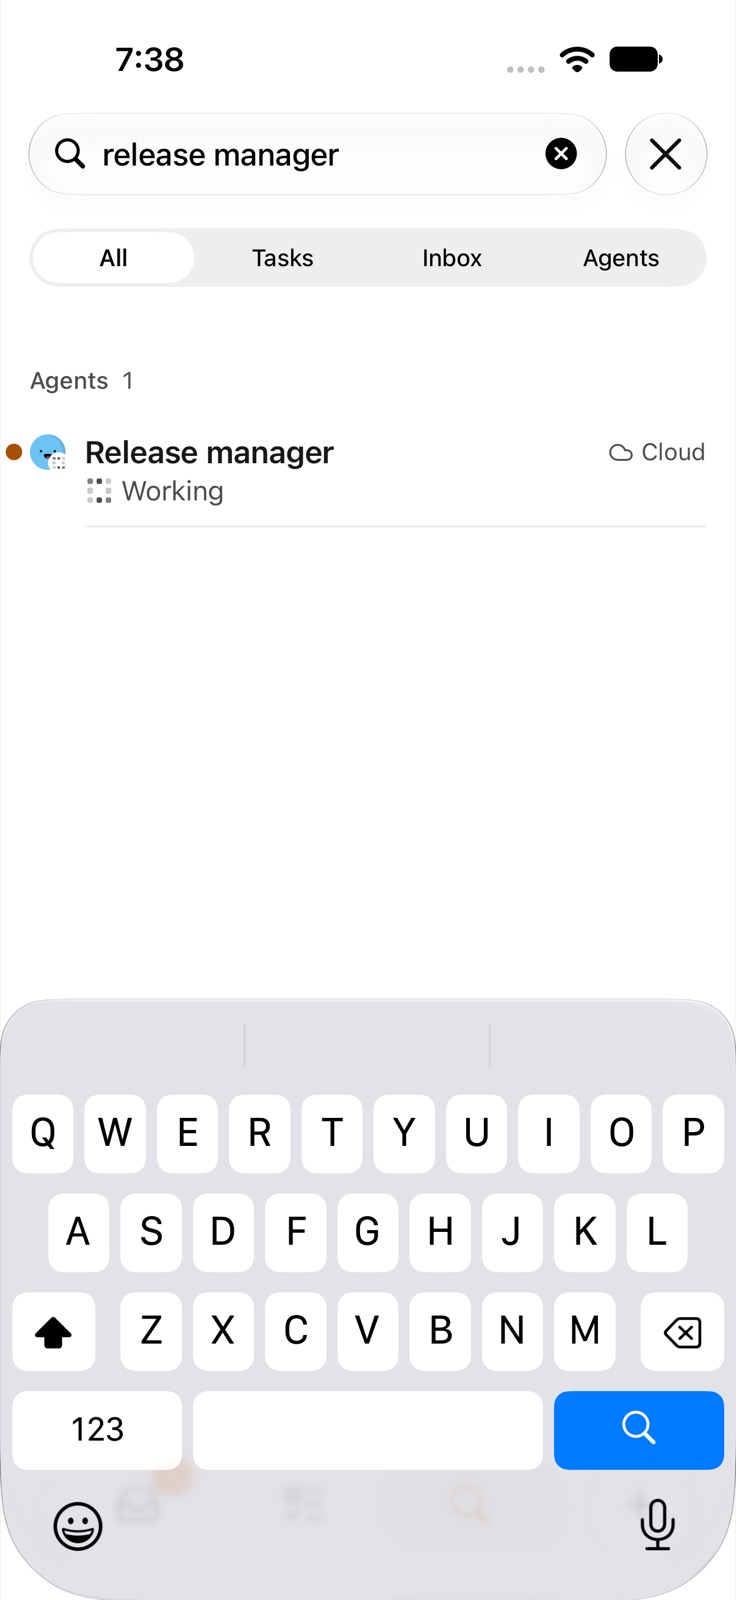 7:38
release manager
All Tasks Inbox Agents
Agents 1
Release manager Cloud
Working
Q W E R T Y U I O P
A S D F G H J K L
Z X C V B N M
123